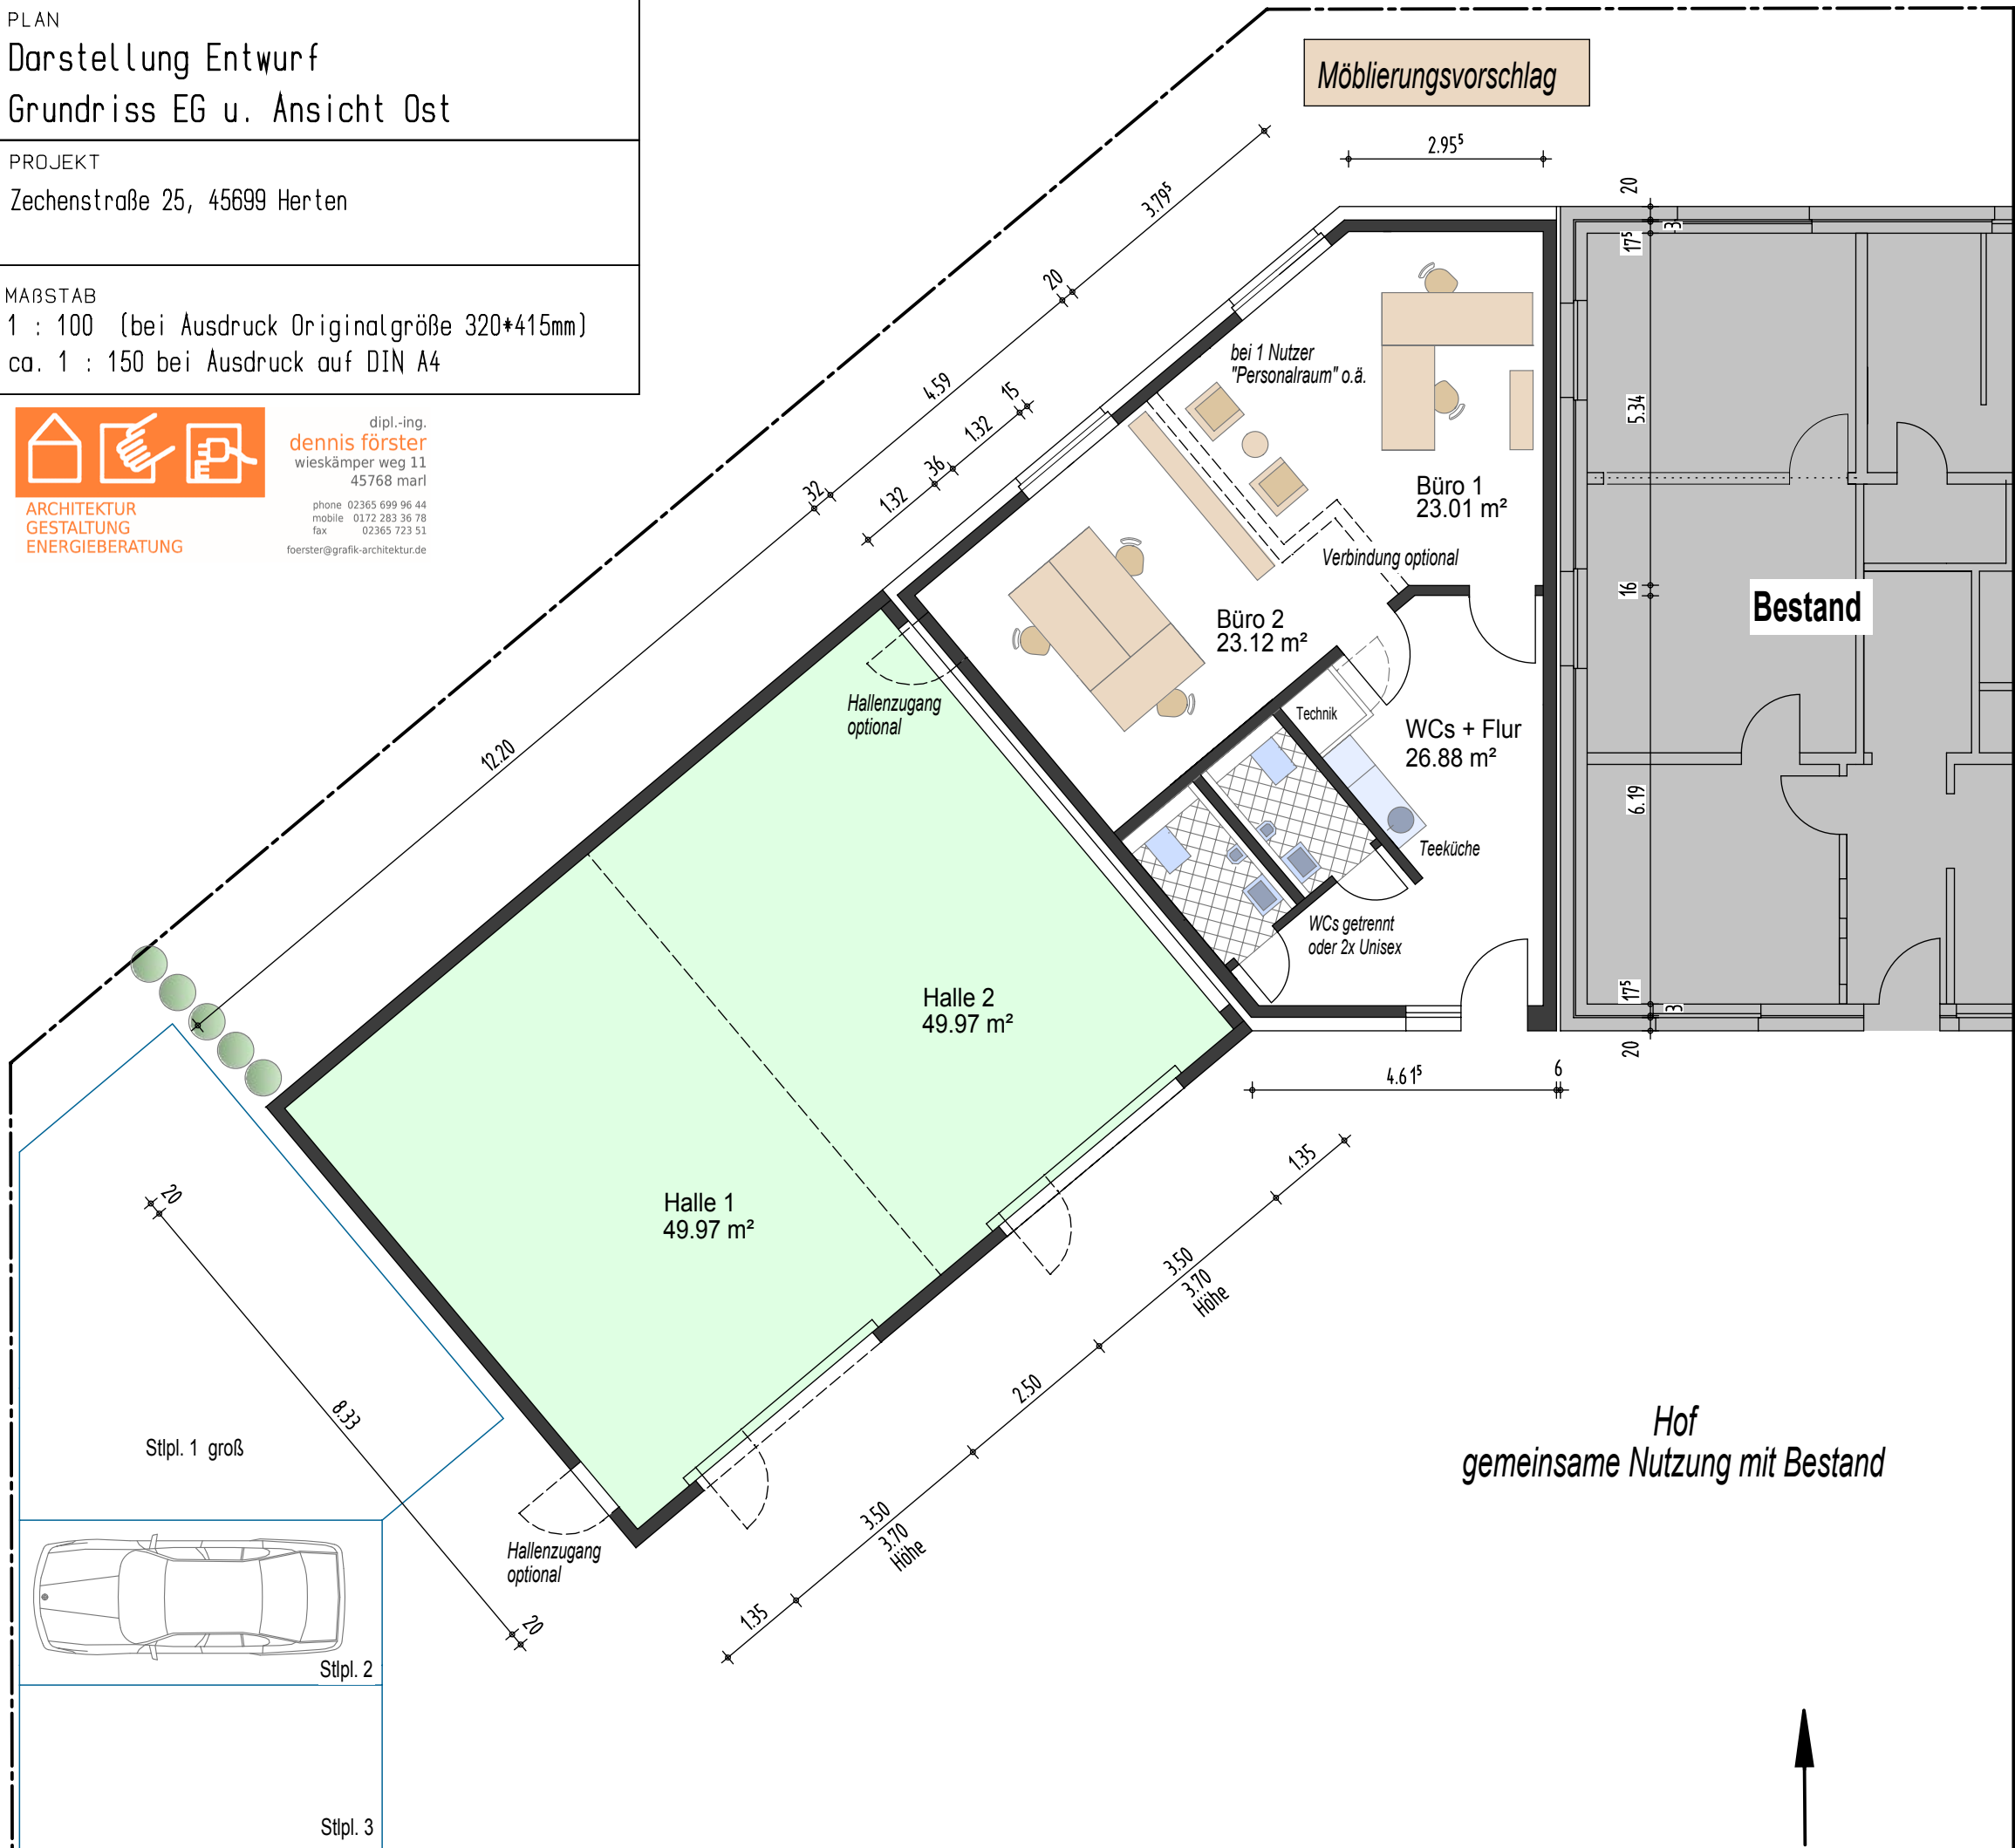 PLAN
Darstellung Entwurf
Grundriss EG u. Ansicht Ost
PROJEKT
Zechenstraße 25, 45699 Herten
MAßSTAB
1 : 100 (bei Ausdruck Originalgröße 320*415mm)
ca. 1 : 150 bei Ausdruck auf DIN A4
ARCHITEKTUR
GESTALTUNG
ENERGIEBERATUNG
dipl.-ing.
dennis förster
wieskämper weg 11
45768 marl
phone 02365 699 96 44
mobile 0172 283 36 78
fax 02365 723 51
foerster@grafik-architektur.de
Möblierungsvorschlag
2.95⁵
3.79⁵
20
4.59
15
1.32
36
1.32
32
12.20
20
17⁵
3
5.34
16
6.19
17⁵
3
20
bei 1 Nutzer
"Personalraum" o.ä.
Büro 1
23.01 m²
Verbindung optional
Büro 2
23.12 m²
Bestand
Hallenzugang
optional
Technik
WCs + Flur
26.88 m²
Teeküche
WCs getrennt
oder 2x Unisex
Halle 2
49.97 m²
4.61⁵
6
Halle 1
49.97 m²
1.35
3.50
3.70
Höhe
2.50
3.50
3.70
Höhe
1.35
20
8.33
20
Hallenzugang
optional
Stlpl. 1 groß
Stlpl. 2
Stlpl. 3
Hof
gemeinsame Nutzung mit Bestand